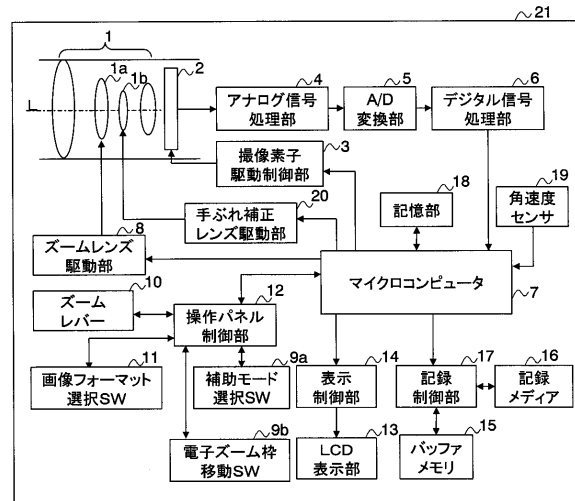 21
1
1a
1b
2
4
5
6
L
アナログ信号
処理部
A/D
変換部
デジタル信号
処理部
撮像素子
駆動制御部
3
20
手ぶれ補正
レンズ駆動部
18
記憶部
19
角速度
センサ
8
ズームレンズ
駆動部
マイクロコンピュータ
7
10
ズーム
レバー
12
操作パネル
制御部
11
画像フォーマット
選択SW
9a
補助モード
選択SW
14
表示
制御部
17
記録
制御部
16
記録
メディア
9b
電子ズーム枠
移動SW
13
LCD
表示部
15
バッファ
メモリ